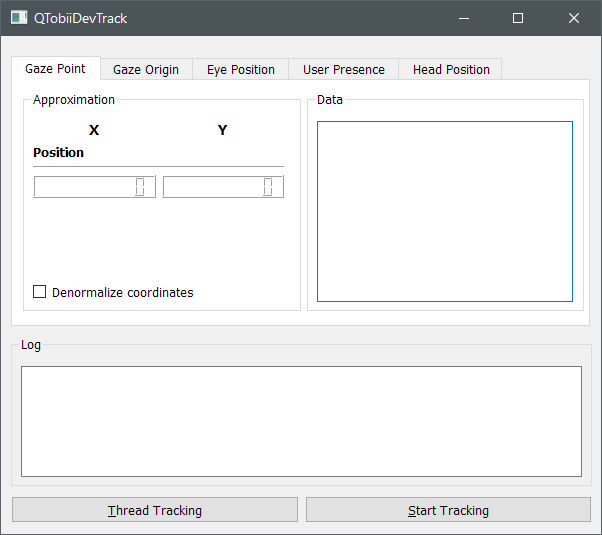 QTobiiDevTrack
Gaze Point Gaze Origin Eye Position User Presence Head Position
Approximation
X Y
Position
0 0
Denormalize coordinates
Data
Log
Thread Tracking Start Tracking